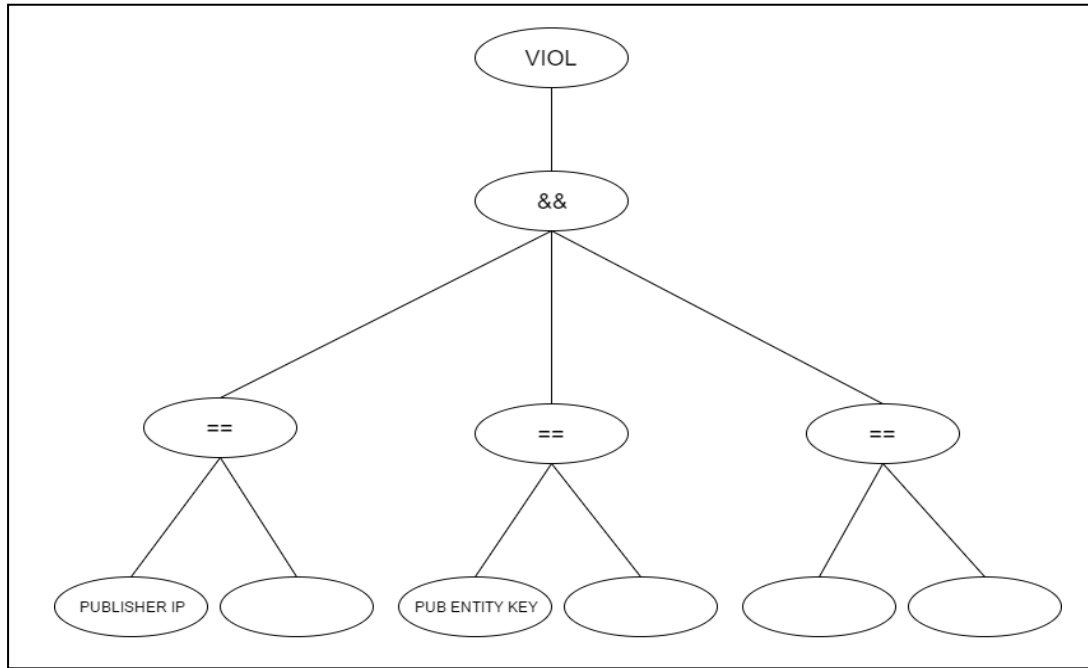 VIOL
&&
==
==
==
PUBLISHER IP
PUB ENTITY KEY